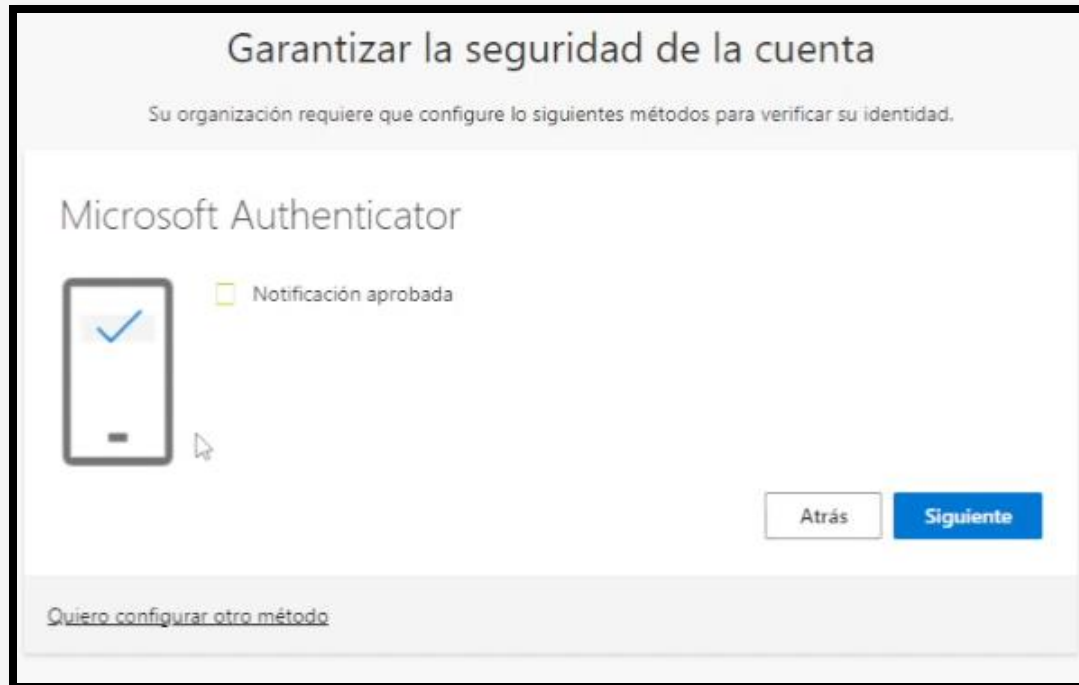 Garantizar la seguridad de la cuenta
Su organización requiere que configure lo siguientes métodos para verificar su identidad.
Microsoft Authenticator
Notificación aprobada
Atrás
Siguiente
Quiero configurar otro método